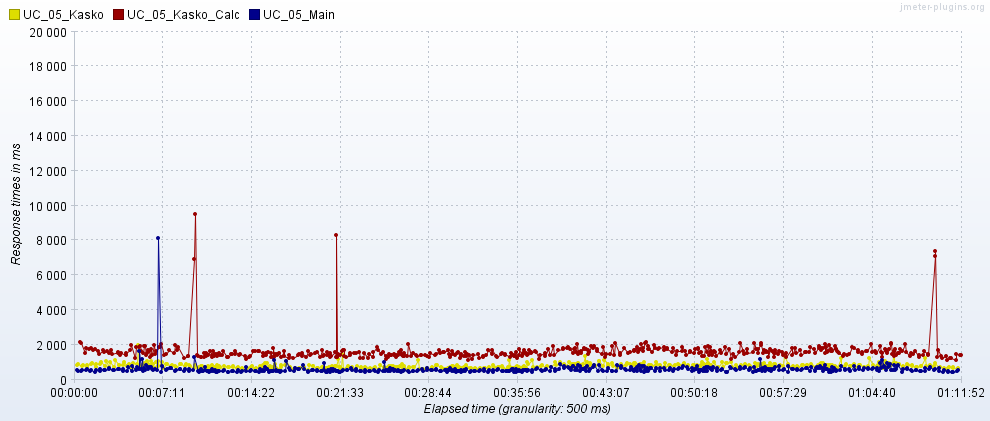 UC_05_Kasko UC_05_Kasko_Calc UC_05_Main
jmeter-plugins.org
20 000
18 000
16 000
14 000
12 000
10 000
8 000
6 000
4 000
2 000
0
Response times in ms
00:00:00 00:07:11 00:14:22 00:21:33 00:28:44 00:35:56 00:43:07 00:50:18 00:57:29 01:04:40 01:11:52
Elapsed time (granularity: 500 ms)